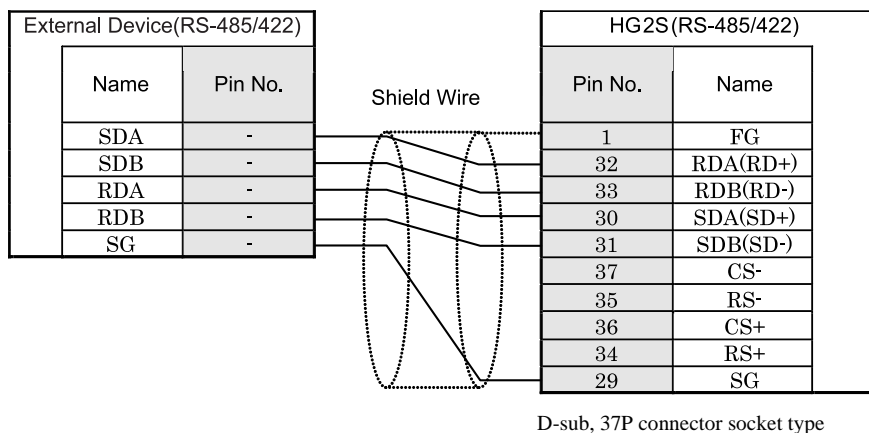 External Device(RS-485/422)
Name Pin No.
SDA -
SDB -
RDA -
RDB -
SG -
Shield Wire
HG2S(RS-485/422)
Pin No. Name
1 FG
32 RDA(RD+)
33 RDB(RD-)
30 SDA(SD+)
31 SDB(SD-)
37 CS-
35 RS-
36 CS+
34 RS+
29 SG
D-sub, 37P connector socket type